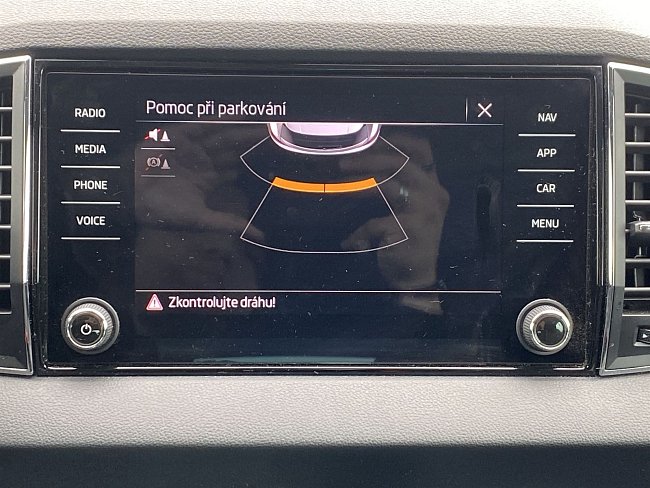 RADIO
MEDIA
PHONE
VOICE
Pomoc při parkování
Zkontrolujte dráhu!
NAV
APP
CAR
MENU